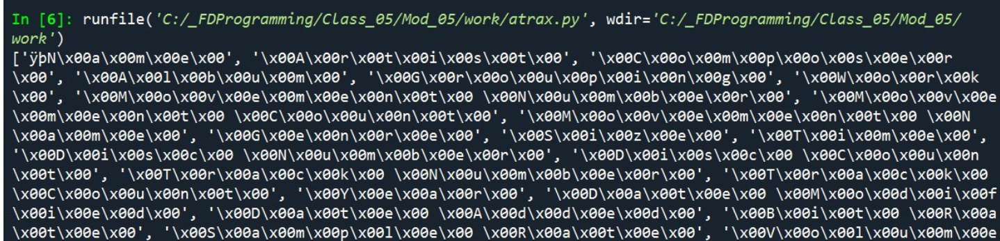 In [6]: runfile('C:/_FDProgramming/Class_05/Mod_05/work/atrax.py', wdir='C:/_FDProgramming/Class_05/Mod_05/
work')
['ÿþN\x00a\x00m\x00e\x00', '\x00A\x00r\x00t\x00i\x00s\x00t\x00', '\x00C\x00o\x00m\x00p\x00o\x00s\x00e\x00r
\x00', '\x00A\x00l\x00b\x00u\x00m\x00', '\x00G\x00r\x00o\x00u\x00p\x00i\x00n\x00g\x00', '\x00W\x00o\x00r\x00k
\x00', '\x00M\x00o\x00v\x00e\x00m\x00e\x00n\x00t\x00 \x00N\x00u\x00m\x00b\x00e\x00r\x00', '\x00M\x00o\x00v\x00e
\x00m\x00e\x00n\x00t\x00 \x00C\x00o\x00u\x00n\x00t\x00', '\x00M\x00o\x00v\x00e\x00m\x00e\x00n\x00t\x00 \x00N
\x00a\x00m\x00e\x00', '\x00G\x00e\x00n\x00r\x00e\x00', '\x00S\x00i\x00z\x00e\x00', '\x00T\x00i\x00m\x00e\x00',
'\x00D\x00i\x00s\x00c\x00 \x00N\x00u\x00m\x00b\x00e\x00r\x00', '\x00D\x00i\x00s\x00c\x00 \x00C\x00o\x00u\x00n
\x00t\x00', '\x00T\x00r\x00a\x00c\x00k\x00 \x00N\x00u\x00m\x00b\x00e\x00r\x00', '\x00T\x00r\x00a\x00c\x00k\x00 
\x00C\x00o\x00u\x00n\x00t\x00', '\x00Y\x00e\x00a\x00r\x00', '\x00D\x00a\x00t\x00e\x00 \x00M\x00o\x00d\x00i\x00f
\x00i\x00e\x00d\x00', '\x00D\x00a\x00t\x00e\x00 \x00A\x00d\x00d\x00e\x00d\x00', '\x00B\x00i\x00t\x00 \x00R\x00a
\x00t\x00e\x00', '\x00S\x00a\x00m\x00p\x00l\x00e\x00 \x00R\x00a\x00t\x00e\x00', '\x00V\x00o\x00l\x00u\x00m\x00e